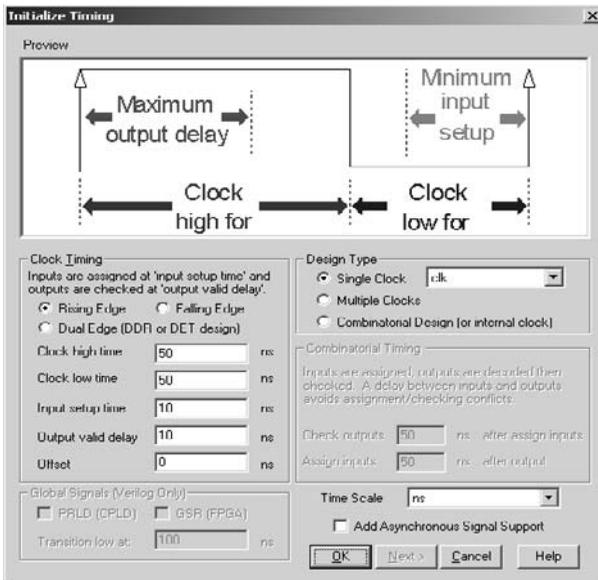 Initialize Timing
Preview
Maximum
output delay
Minimum
input
setup
Clock
high for
Clock
low for
Clock Timing
Inputs are assigned at 'input setup time' and
outputs are checked at 'output valid delay'.
Rising Edge
Falling Edge
Dual Edge (DDR or DET design)
Clock high time 50 ns
Clock low time 50 ns
Input setup time 10 ns
Output valid delay 10 ns
Offset 0 ns
Global Signals (Verilog Only)
PRLD (CPLD)
GSR (FPGA)
Transition low at: 100 ns
Design Type
Single Clock clk
Multiple Clocks
Combinatorial Design (or internal clock)
Combinatorial Timing
Inputs are assigned, outputs are decoded then
checked. A delay between inputs and outputs
avoids assignment/checking conflicts.
Check outputs 50 ns after assign inputs
Assign inputs 50 ns after output
Time Scale ns
Add Asynchronous Signal Support
OK
Next >
Cancel
Help